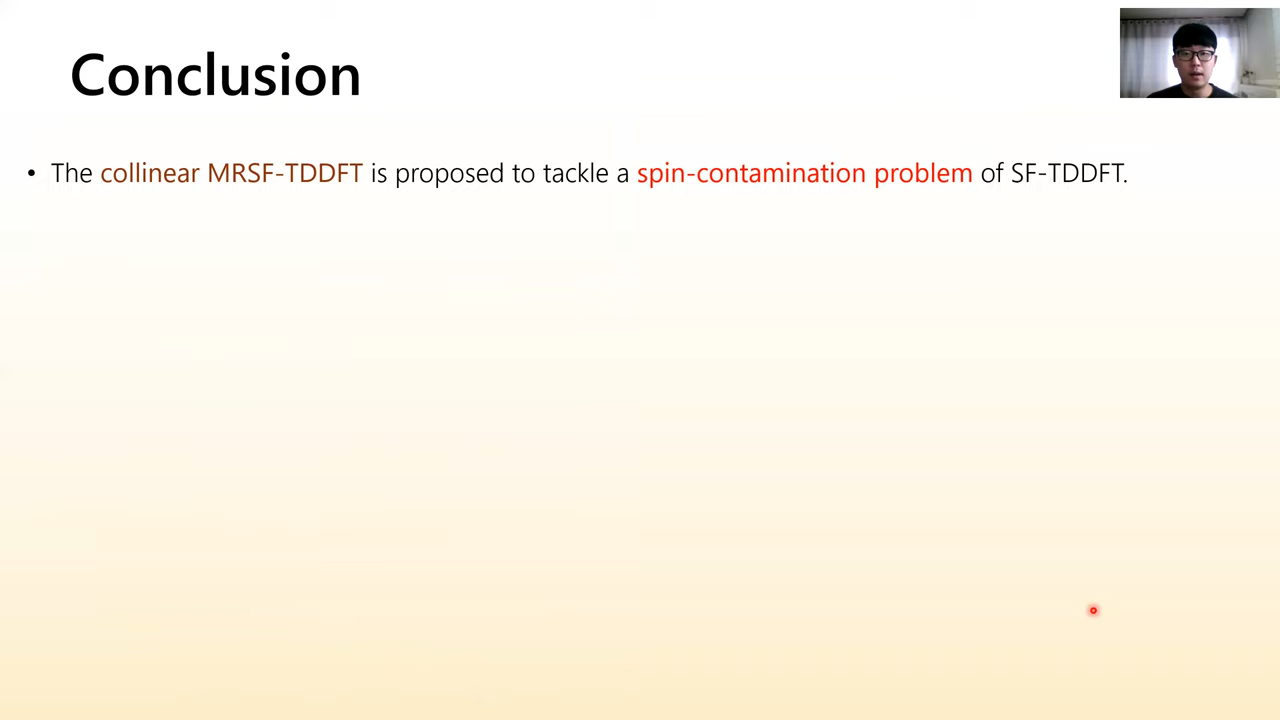 Conclusion
• The collinear MRSF-TDDFT is proposed to tackle a spin-contamination problem of SF-TDDFT.